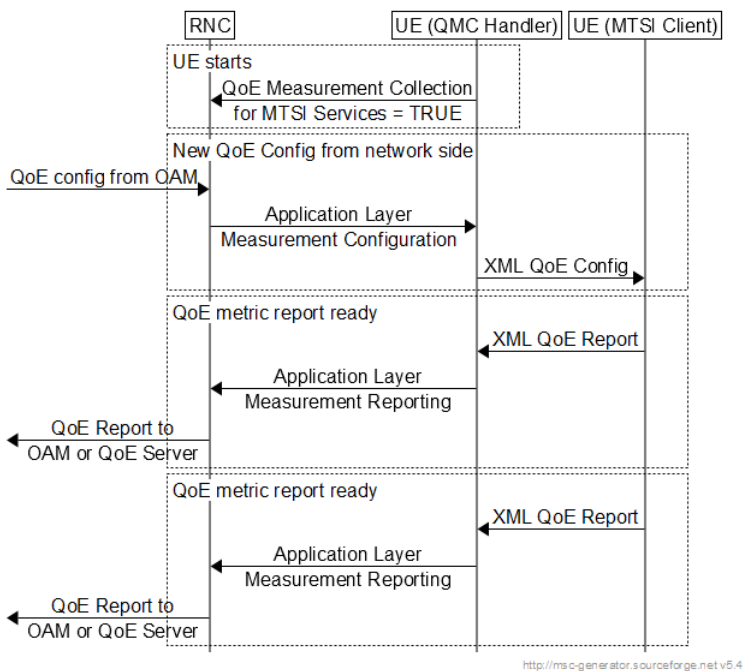 RNC
UE (QMC Handler)
UE (MTSI Client)
UE starts
QoE Measurement Collection
for MTSI Services = TRUE
New QoE Config from network side
QoE config from OAM
Application Layer
Measurement Configuration
XML QoE Config
QoE metric report ready
XML QoE Report
Application Layer
Measurement Reporting
QoE Report to
OAM or QoE Server
QoE metric report ready
XML QoE Report
Application Layer
Measurement Reporting
QoE Report to
OAM or QoE Server
http://msc-generator.sourceforge.net v5.4